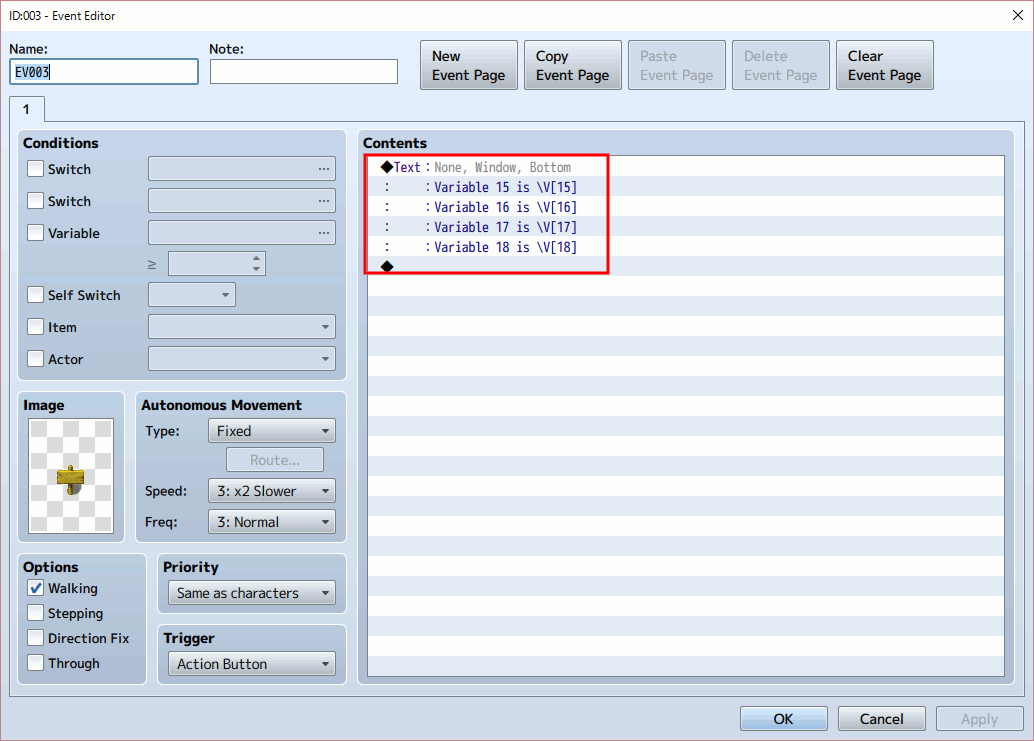 ID:003 - Event Editor
Name:
Note:
EV003
New
Event Page
Copy
Event Page
Paste
Event Page
Delete
Event Page
Clear
Event Page
1
Conditions
Switch
...
Switch
...
Variable
...
≥
Self Switch
Item
Actor
Image
Autonomous Movement
Type:
Fixed
Route...
Speed:
3: x2 Slower
Freq:
3: Normal
Options
Walking
Stepping
Direction Fix
Through
Priority
Same as characters
Trigger
Action Button
Contents
◆Text : None, Window, Bottom
: : Variable 15 is \V[15]
: : Variable 16 is \V[16]
: : Variable 17 is \V[17]
: : Variable 18 is \V[18]
◆
OK
Cancel
Apply